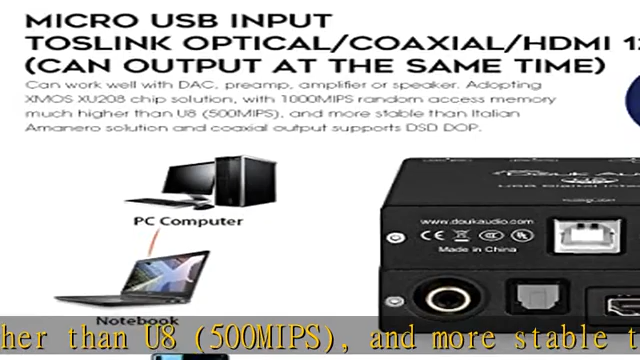 MICRO USB INPUT
TOSLINK OPTICAL/COAXIAL/HDMI
(CAN OUTPUT AT THE SAME TIME)
Can work well with DAC, preamp, amplifier or speaker. Adopting
XMOS XU208 chip solution, with 1000MIPS random access memory
much higher than U8 (500MIPS), and more stable than Italian
Amanero solution and coaxial output supports DSD DOP.
PC Computer
www.doukaudio.com
CE
Made in China
Notebook
her than U8 (500MIPS), and more stable t